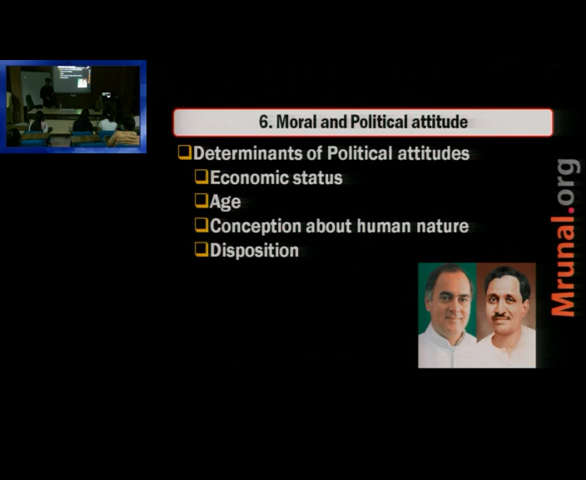 6. Moral and Political attitude
Determinants of Political attitudes
Economic status
Age
Conception about human nature
Disposition
Mrunal.org